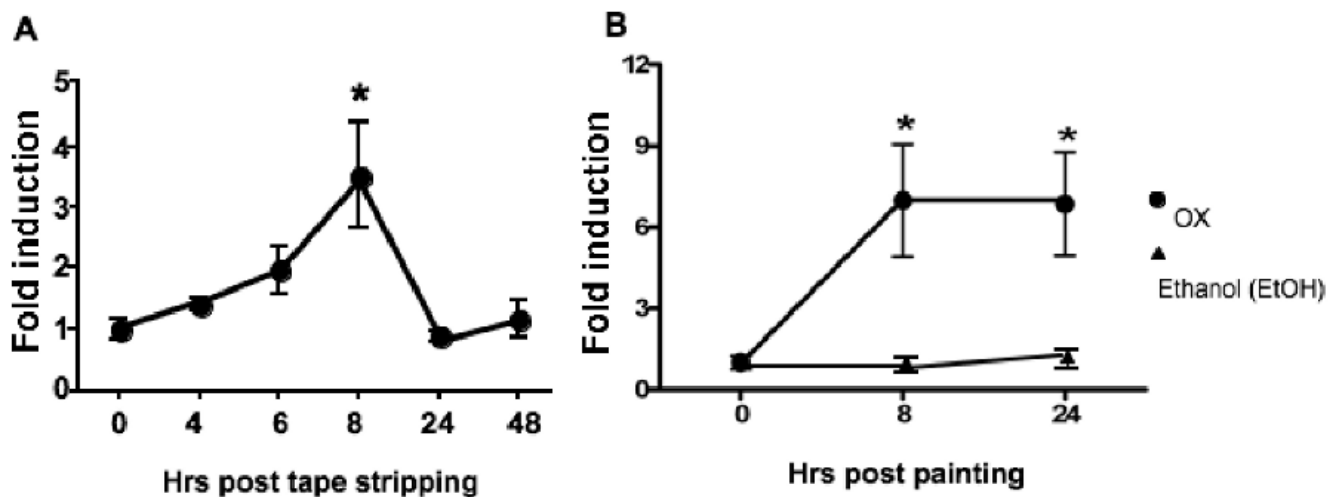 A
Fold induction
5
4
3
2
1
0
*
0 4 6 8 24 48
Hrs post tape stripping
B
Fold induction
12
9
6
3
0
* *
0 8 24
Hrs post painting
OX
Ethanol (EtOH)